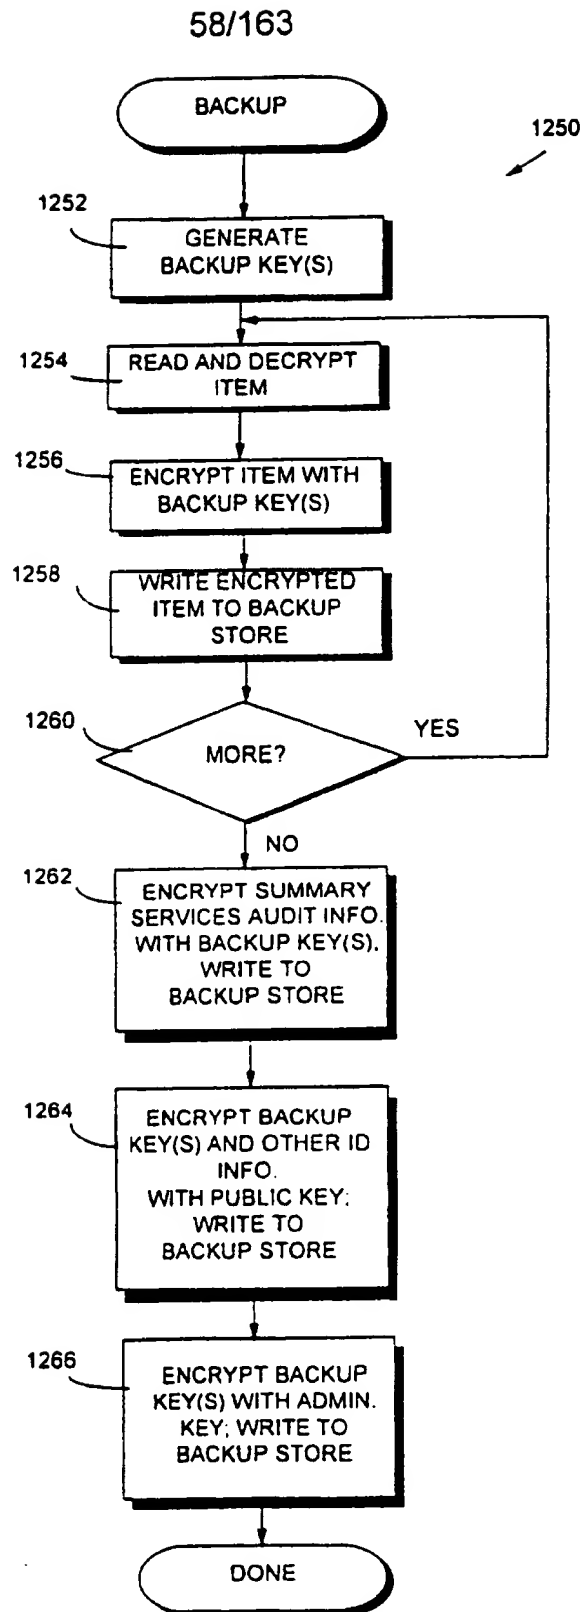 58/163
BACKUP
1250
1252
GENERATE
BACKUP KEY(S)
1254
READ AND DECRYPT
ITEM
1256
ENCRYPT ITEM WITH
BACKUP KEY(S)
1258
WRITE ENCRYPTED
ITEM TO BACKUP
STORE
1260
MORE?
YES
NO
1262
ENCRYPT SUMMARY
SERVICES AUDIT INFO.
WITH BACKUP KEY(S),
WRITE TO
BACKUP STORE
1264
ENCRYPT BACKUP
KEY(S) AND OTHER ID
INFO.
WITH PUBLIC KEY;
WRITE TO
BACKUP STORE
1266
ENCRYPT BACKUP
KEY(S) WITH ADMIN.
KEY; WRITE TO
BACKUP STORE
DONE